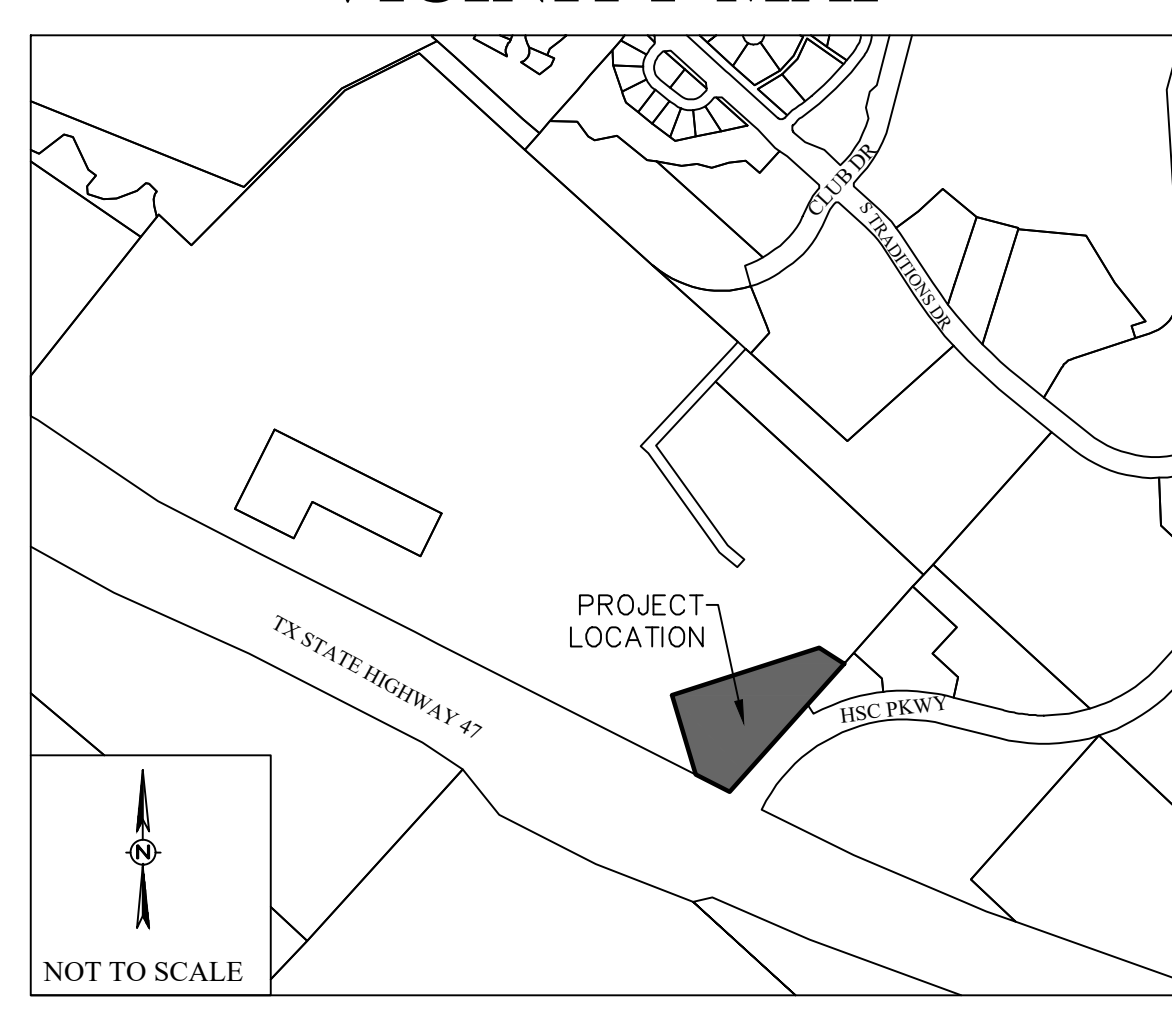 CLUB DR
S TRADITIONS DR
PROJECT
LOCATION
TX STATE HIGHWAY 47
HSC PKWY
N
NOT TO SCALE